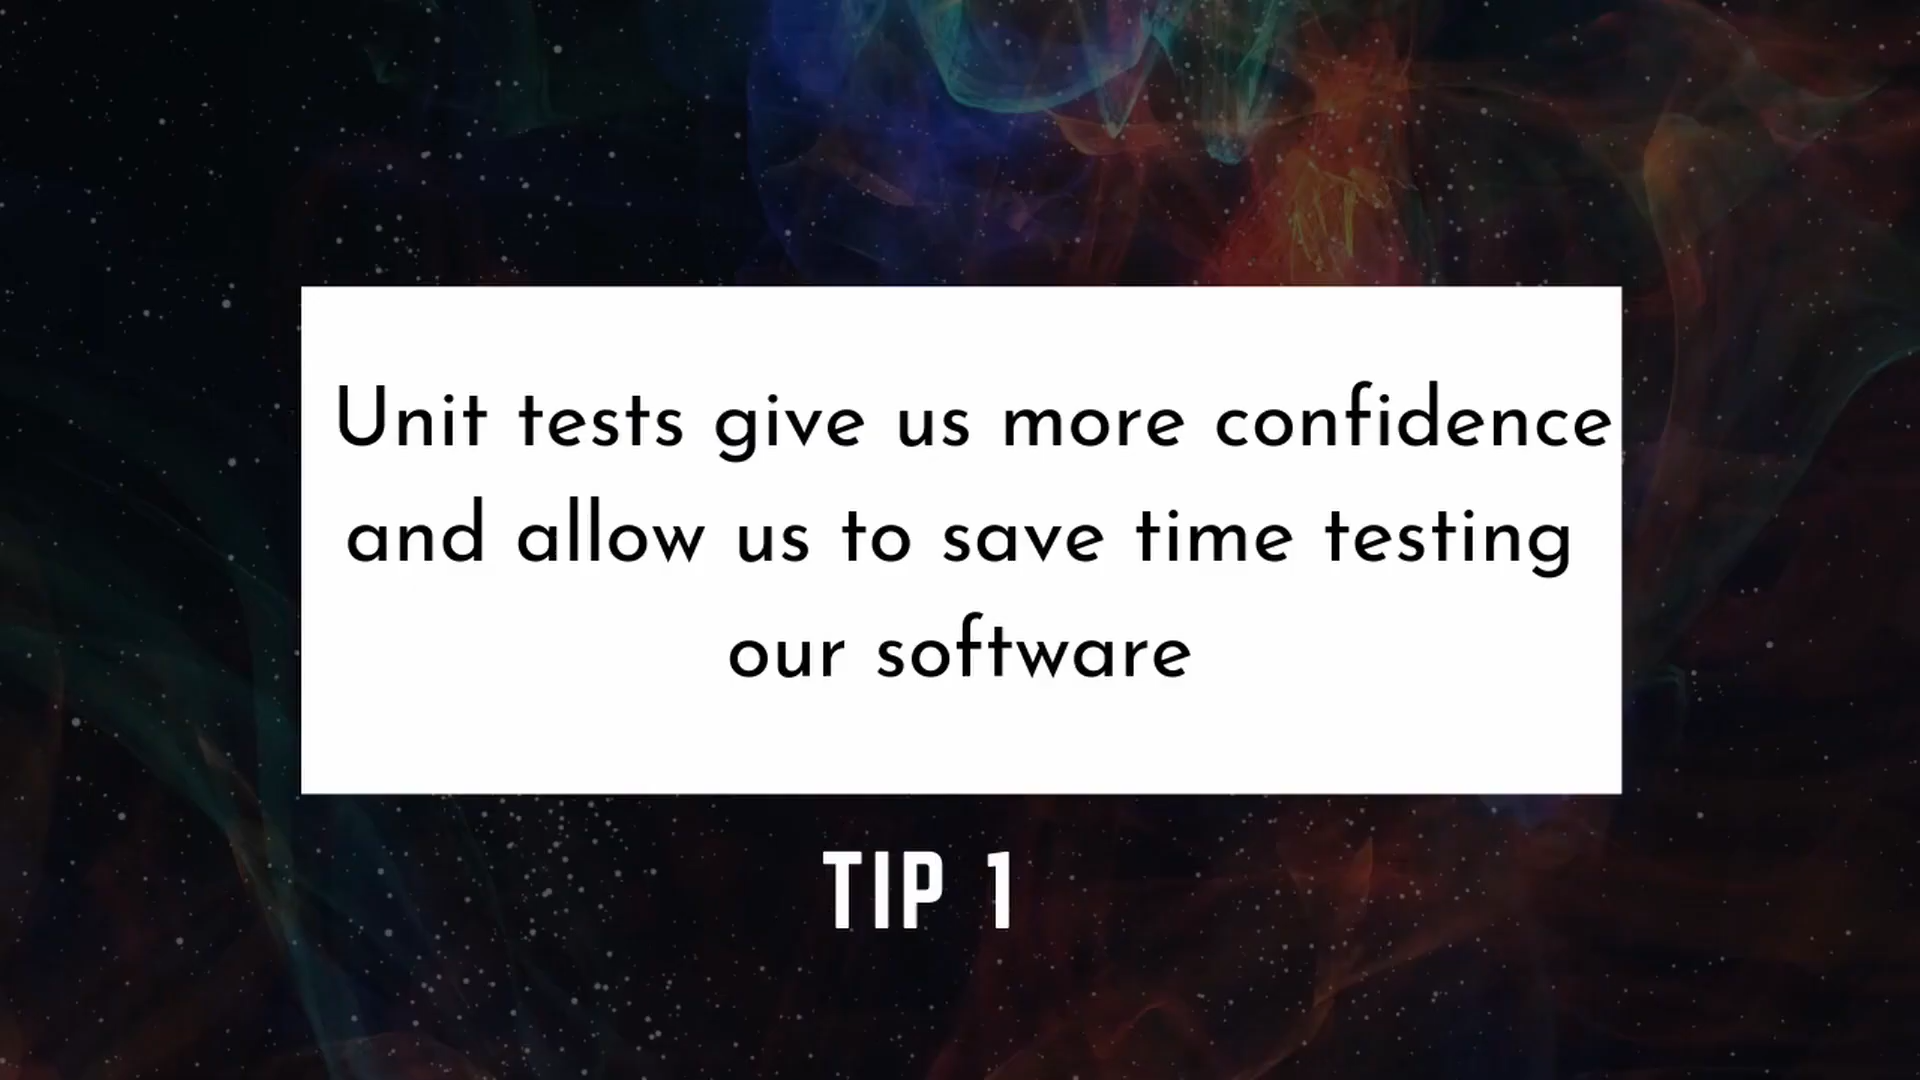 Unit tests give us more confidence
and allow us to save time testing
our software
TIP 1